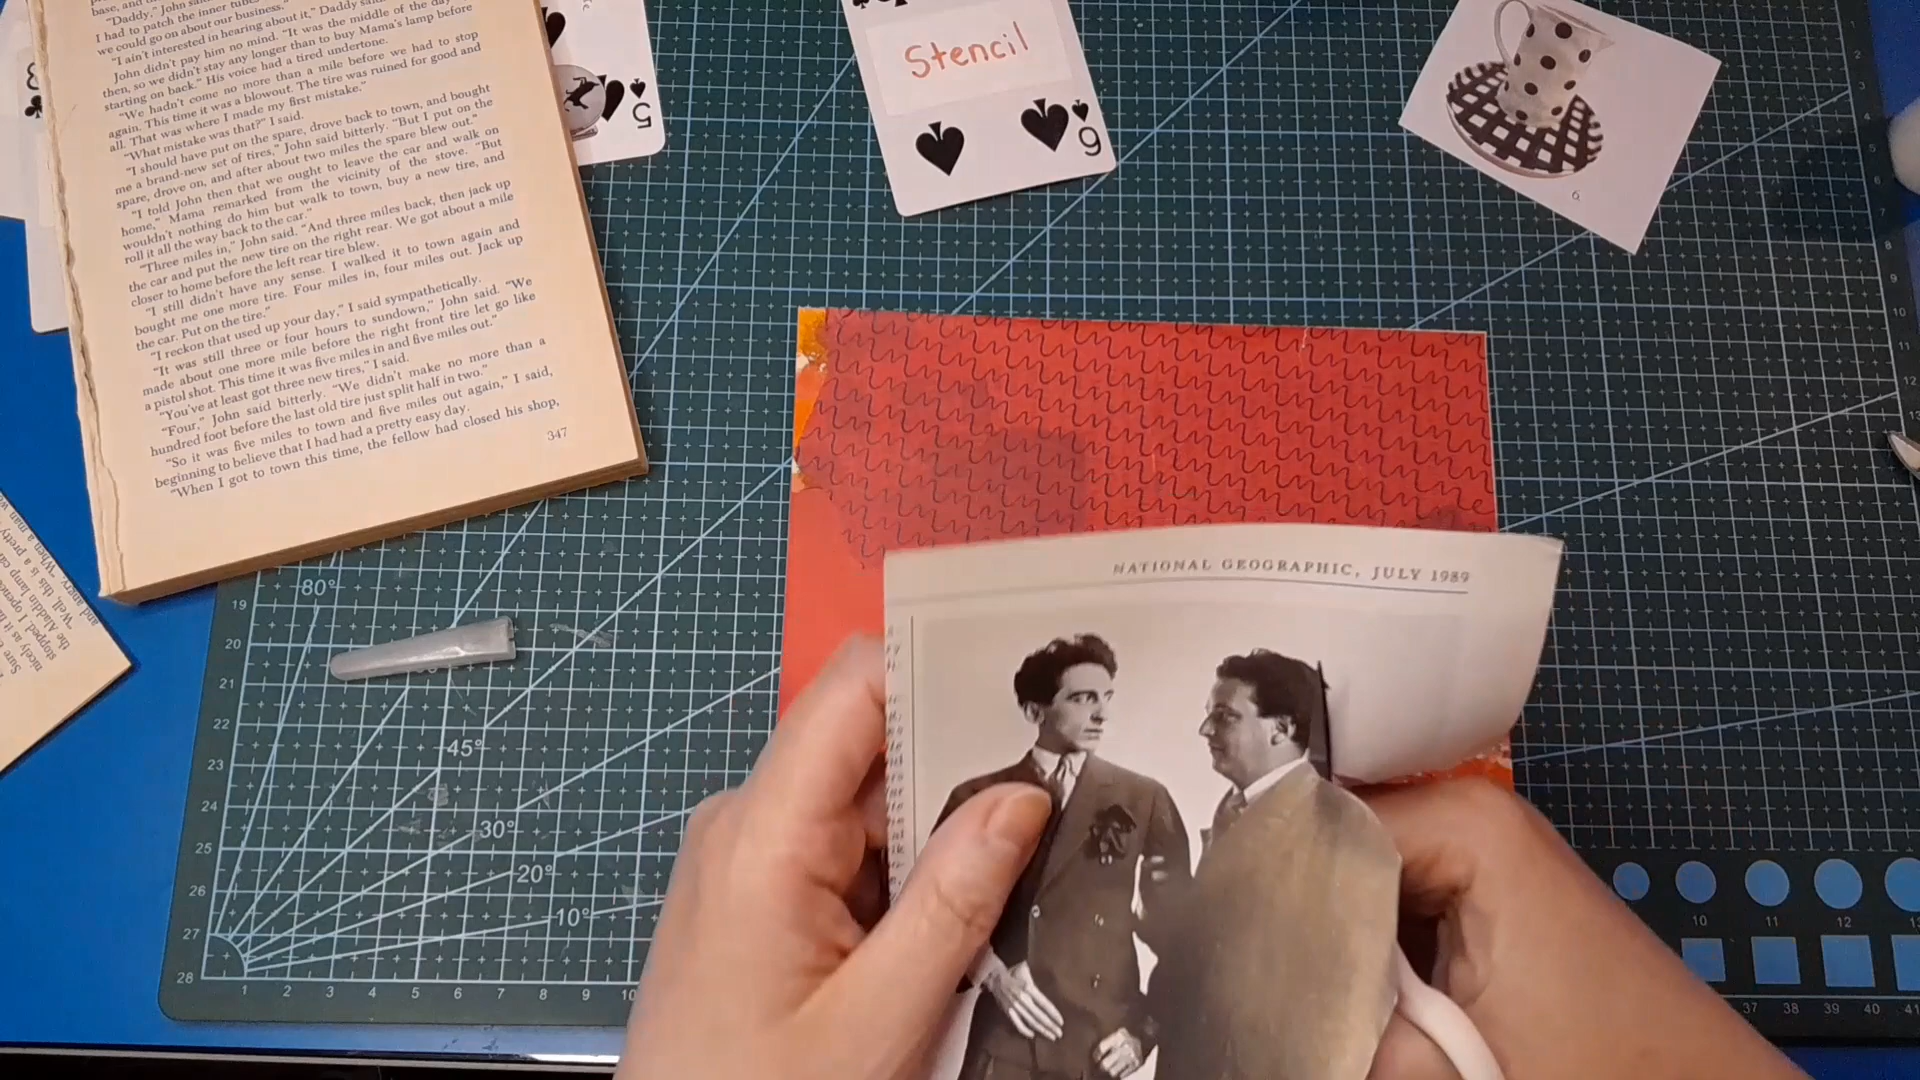 base, and
"Daddy," John
I had to patch the inner
we could go on about our business."
"I ain't interested in hearing about it," Daddy
John didn't pay him no mind. "It was the middle of the
then, so we didn't stay any longer than to buy Mama's lamp before
starting on back." His voice had a tired undertone.
"We hadn't come no more than a mile before we had to stop
again. This time it was a blowout. The tire was ruined for good and
all. That was where I made my first mistake."
"What mistake was that?" I said.
"I should have put on the spare, drove back to town, and bought
me a brand-new set of tires," John said bitterly. "But I put on the
spare, drove on, and after about two miles the spare blew out."
"I told John then that we ought to leave the car and walk on
home," Mama remarked from the vicinity of the stove. "But
wouldn't nothing do him but walk to town, buy a new tire, and
roll it all the way back to the car."
"Three miles in," John said. "And three miles back, then jack up
the car and put the new tire on the right rear. We got about a mile
closer to home before the left rear tire blew.
"I still didn't have any sense. I walked it to town again and
bought me one more tire. Four miles in, four miles out. Jack up
the car. Put on the tire."
"I reckon that used up your day," I said sympathetically.
"It was still three or four hours to sundown," John said. "We
made about one more mile before the right front tire let go like
a pistol shot. This time it was five miles in and five miles out."
"You've at least got three new tires," I said.
"Four," John said bitterly. "We didn't make no more than a
hundred foot before the last old tire just split half in two."
"So it was five miles to town and five miles out again," I said,
beginning to believe that I had had a pretty easy day.
"When I got to town this time, the fellow had closed his shop,
347
5
Stencil
6
6
NATIONAL GEOGRAPHIC, JULY 1989
80°
45°
30°
20°
10°
19
20
21
22
23
24
25
26
27
28
1 2 3 4 5 6 7 8 9 10
2
3
4
5
6
7
8
9
10
11
12
10 11 12
37 38 39 40 41